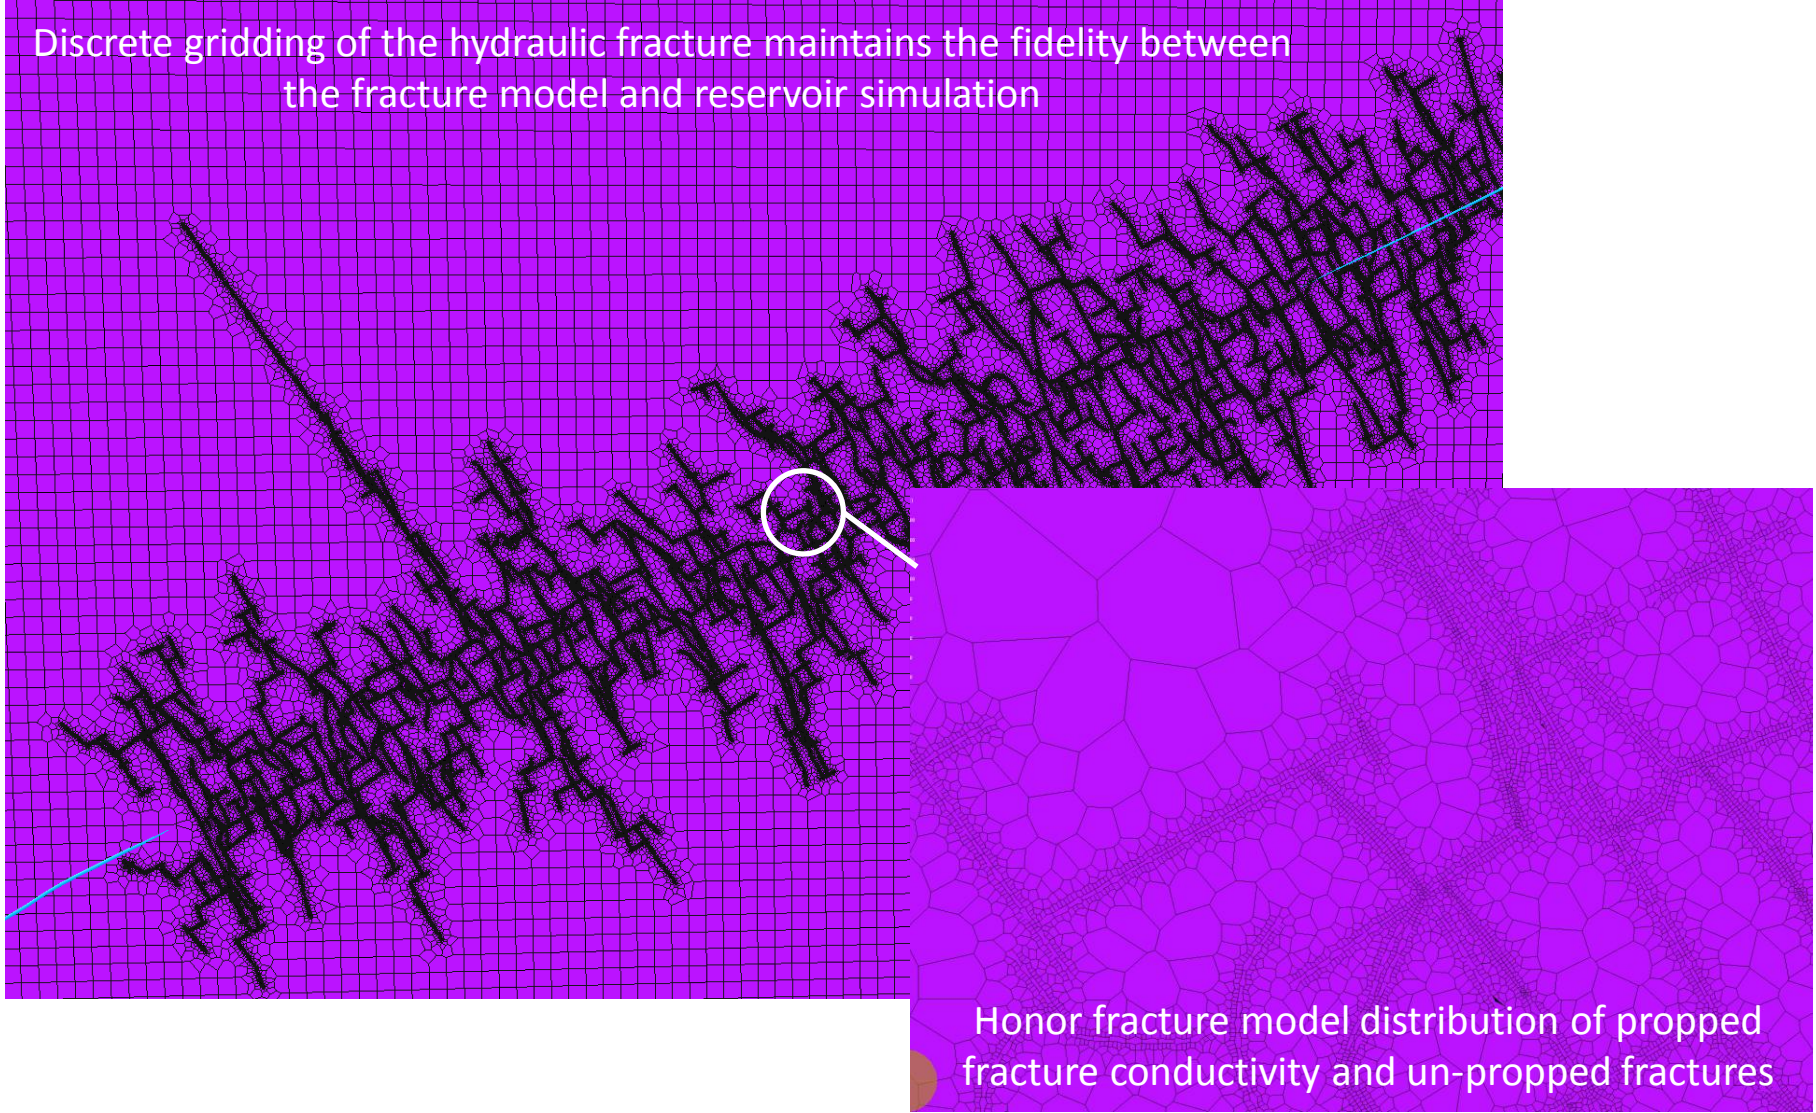 Discrete gridding of the hydraulic fracture maintains the fidelity between
the fracture model and reservoir simulation
Honor fracture model distribution of propped
fracture conductivity and un-propped fractures